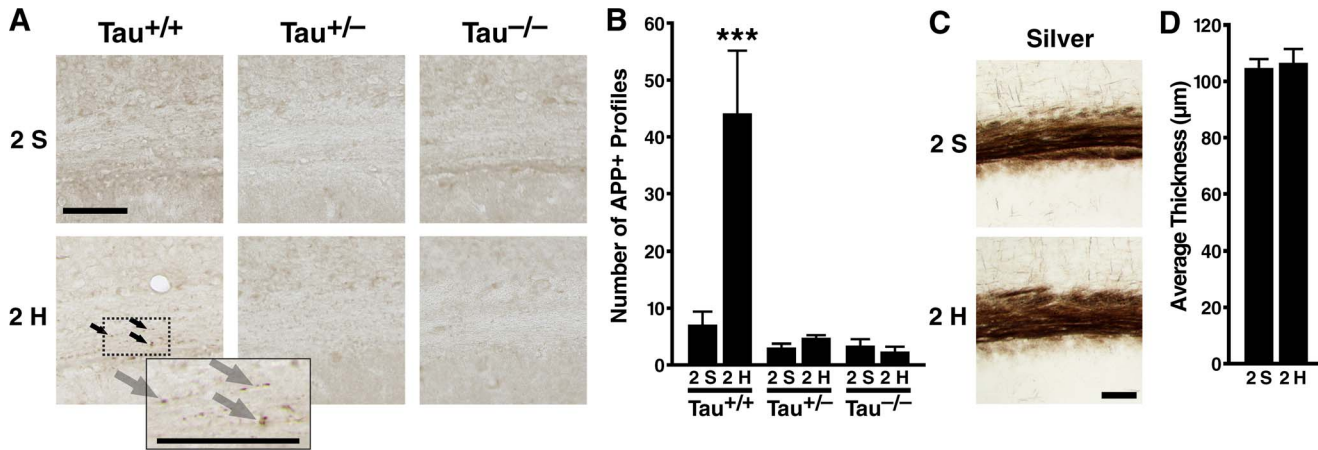 A
Tau+/+ Tau+/– Tau–/–
2 S
2 H
B
Number of APP+ Profiles
60
50
40
30
20
10
0
***
2 S 2 H 2 S 2 H 2 S 2 H
Tau+/+ Tau+/– Tau–/–
C
Silver
2 S
2 H
D
Average Thickness (µm)
120
100
80
60
40
20
0
2 S 2 H